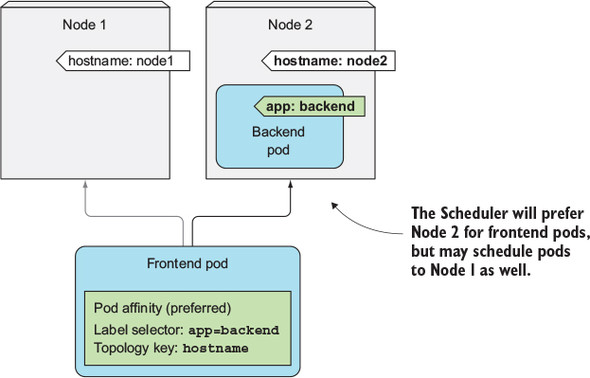 Node 1
hostname: node1
Node 2
hostname: node2
app: backend
Backend
pod
The Scheduler will prefer
Node 2 for frontend pods,
but may schedule pods
to Node 1 as well.
Frontend pod
Pod affinity (preferred)
Label selector: app=backend
Topology key: hostname